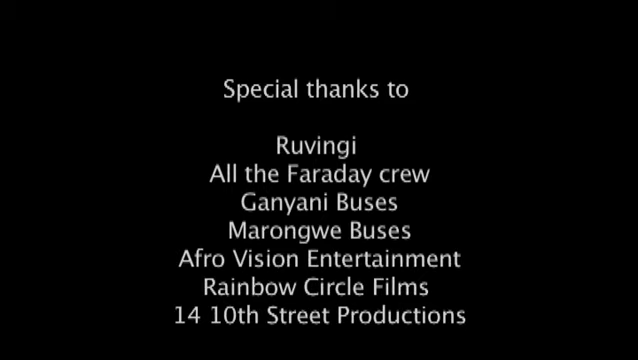 Special thanks to
Ruvingi
All the Faraday crew
Ganyani Buses
Marongwe Buses
Afro Vision Entertainment
Rainbow Circle Films
14 10th Street Productions